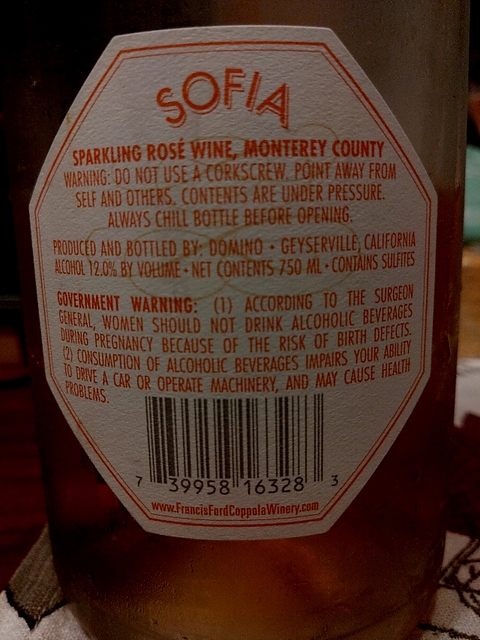 SOFIA
SPARKLING ROSÉ WINE, MONTEREY COUNTY
WARNING: DO NOT USE A CORKSCREW. POINT AWAY FROM
SELF AND OTHERS. CONTENTS ARE UNDER PRESSURE.
ALWAYS CHILL BOTTLE BEFORE OPENING.
PRODUCED AND BOTTLED BY: DOMINO • GEYSERVILLE, CALIFORNIA
ALCOHOL 12.0% BY VOLUME • NET CONTENTS 750 ML • CONTAINS SULFITES
GOVERNMENT WARNING: (1) ACCORDING TO THE SURGEON
GENERAL, WOMEN SHOULD NOT DRINK ALCOHOLIC BEVERAGES
DURING PREGNANCY BECAUSE OF THE RISK OF BIRTH DEFECTS.
(2) CONSUMPTION OF ALCOHOLIC BEVERAGES IMPAIRS YOUR ABILITY
TO DRIVE A CAR OR OPERATE MACHINERY, AND MAY CAUSE HEALTH
PROBLEMS.
7 39958 16328 3
www.FrancisFordCoppolaWinery.com